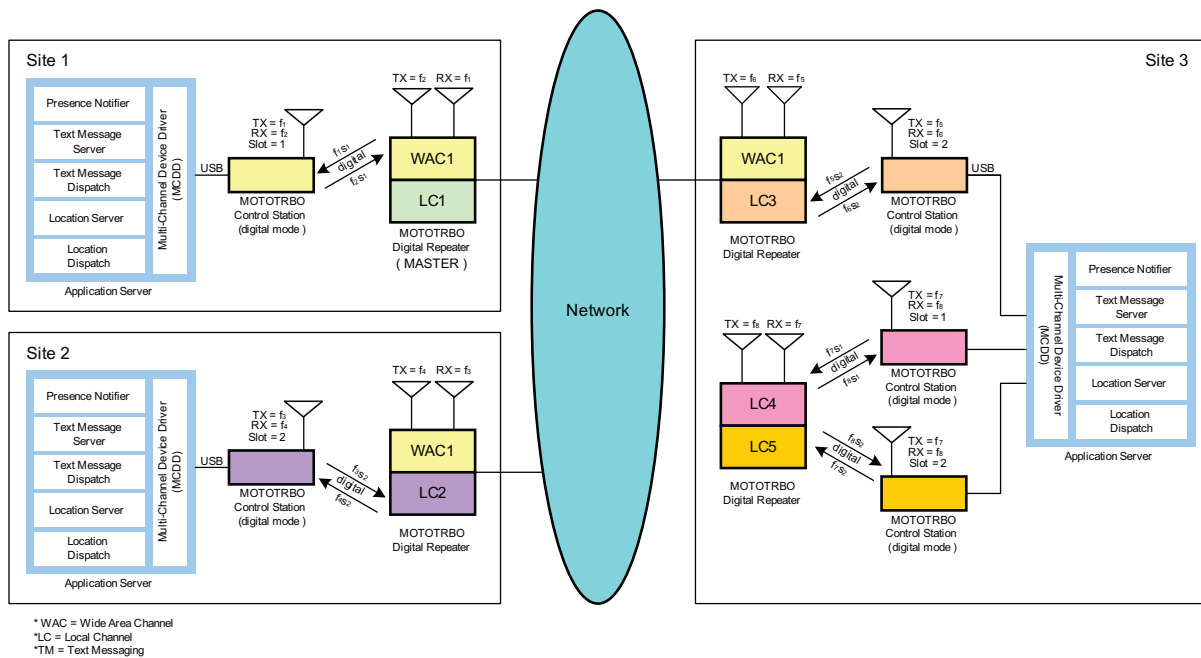 Site 1
Presence Notifier
Text Message
Server
Text Message
Dispatch
Location Server
Location
Dispatch
Multi-Channel Device Driver
(MCDD)
Application Server
USB
TX = f1
RX = f2
Slot = 1
MOTOTRBO
Control Station
(digital mode )
f1s1
digital
f2s1
TX = f2
RX = f1
WAC1
LC1
MOTOTRBO
Digital Repeater
( MASTER )
Site 2
Presence Notifier
Text Message
Server
Text Message
Dispatch
Location Server
Location
Dispatch
Multi-Channel Device Driver
(MCDD)
Application Server
USB
TX = f3
RX = f4
Slot = 2
MOTOTRBO
Control Station
(digital mode )
f3s2
digital
f4s2
TX = f4
RX = f3
WAC1
LC2
MOTOTRBO
Digital Repeater
Network
Site 3
TX = f6
RX = f5
WAC1
LC3
MOTOTRBO
Digital Repeater
f5s2
digital
f6s2
TX = f5
RX = f6
Slot = 2
USB
MOTOTRBO
Control Station
(digital mode )
TX = f8
RX = f7
LC4
LC5
MOTOTRBO
Digital Repeater
f7s1
digital
f8s1
TX = f7
RX = f8
Slot = 1
MOTOTRBO
Control Station
(digital mode )
f8s2
digital
f7s2
TX = f7
RX = f8
Slot = 2
MOTOTRBO
Control Station
(digital mode )
Multi-Channel Device Driver
(MCDD)
Presence Notifier
Text Message
Server
Text Message
Dispatch
Location Server
Location
Dispatch
Application Server
* WAC = Wide Area Channel
*LC = Local Channel
*TM = Text Messaging